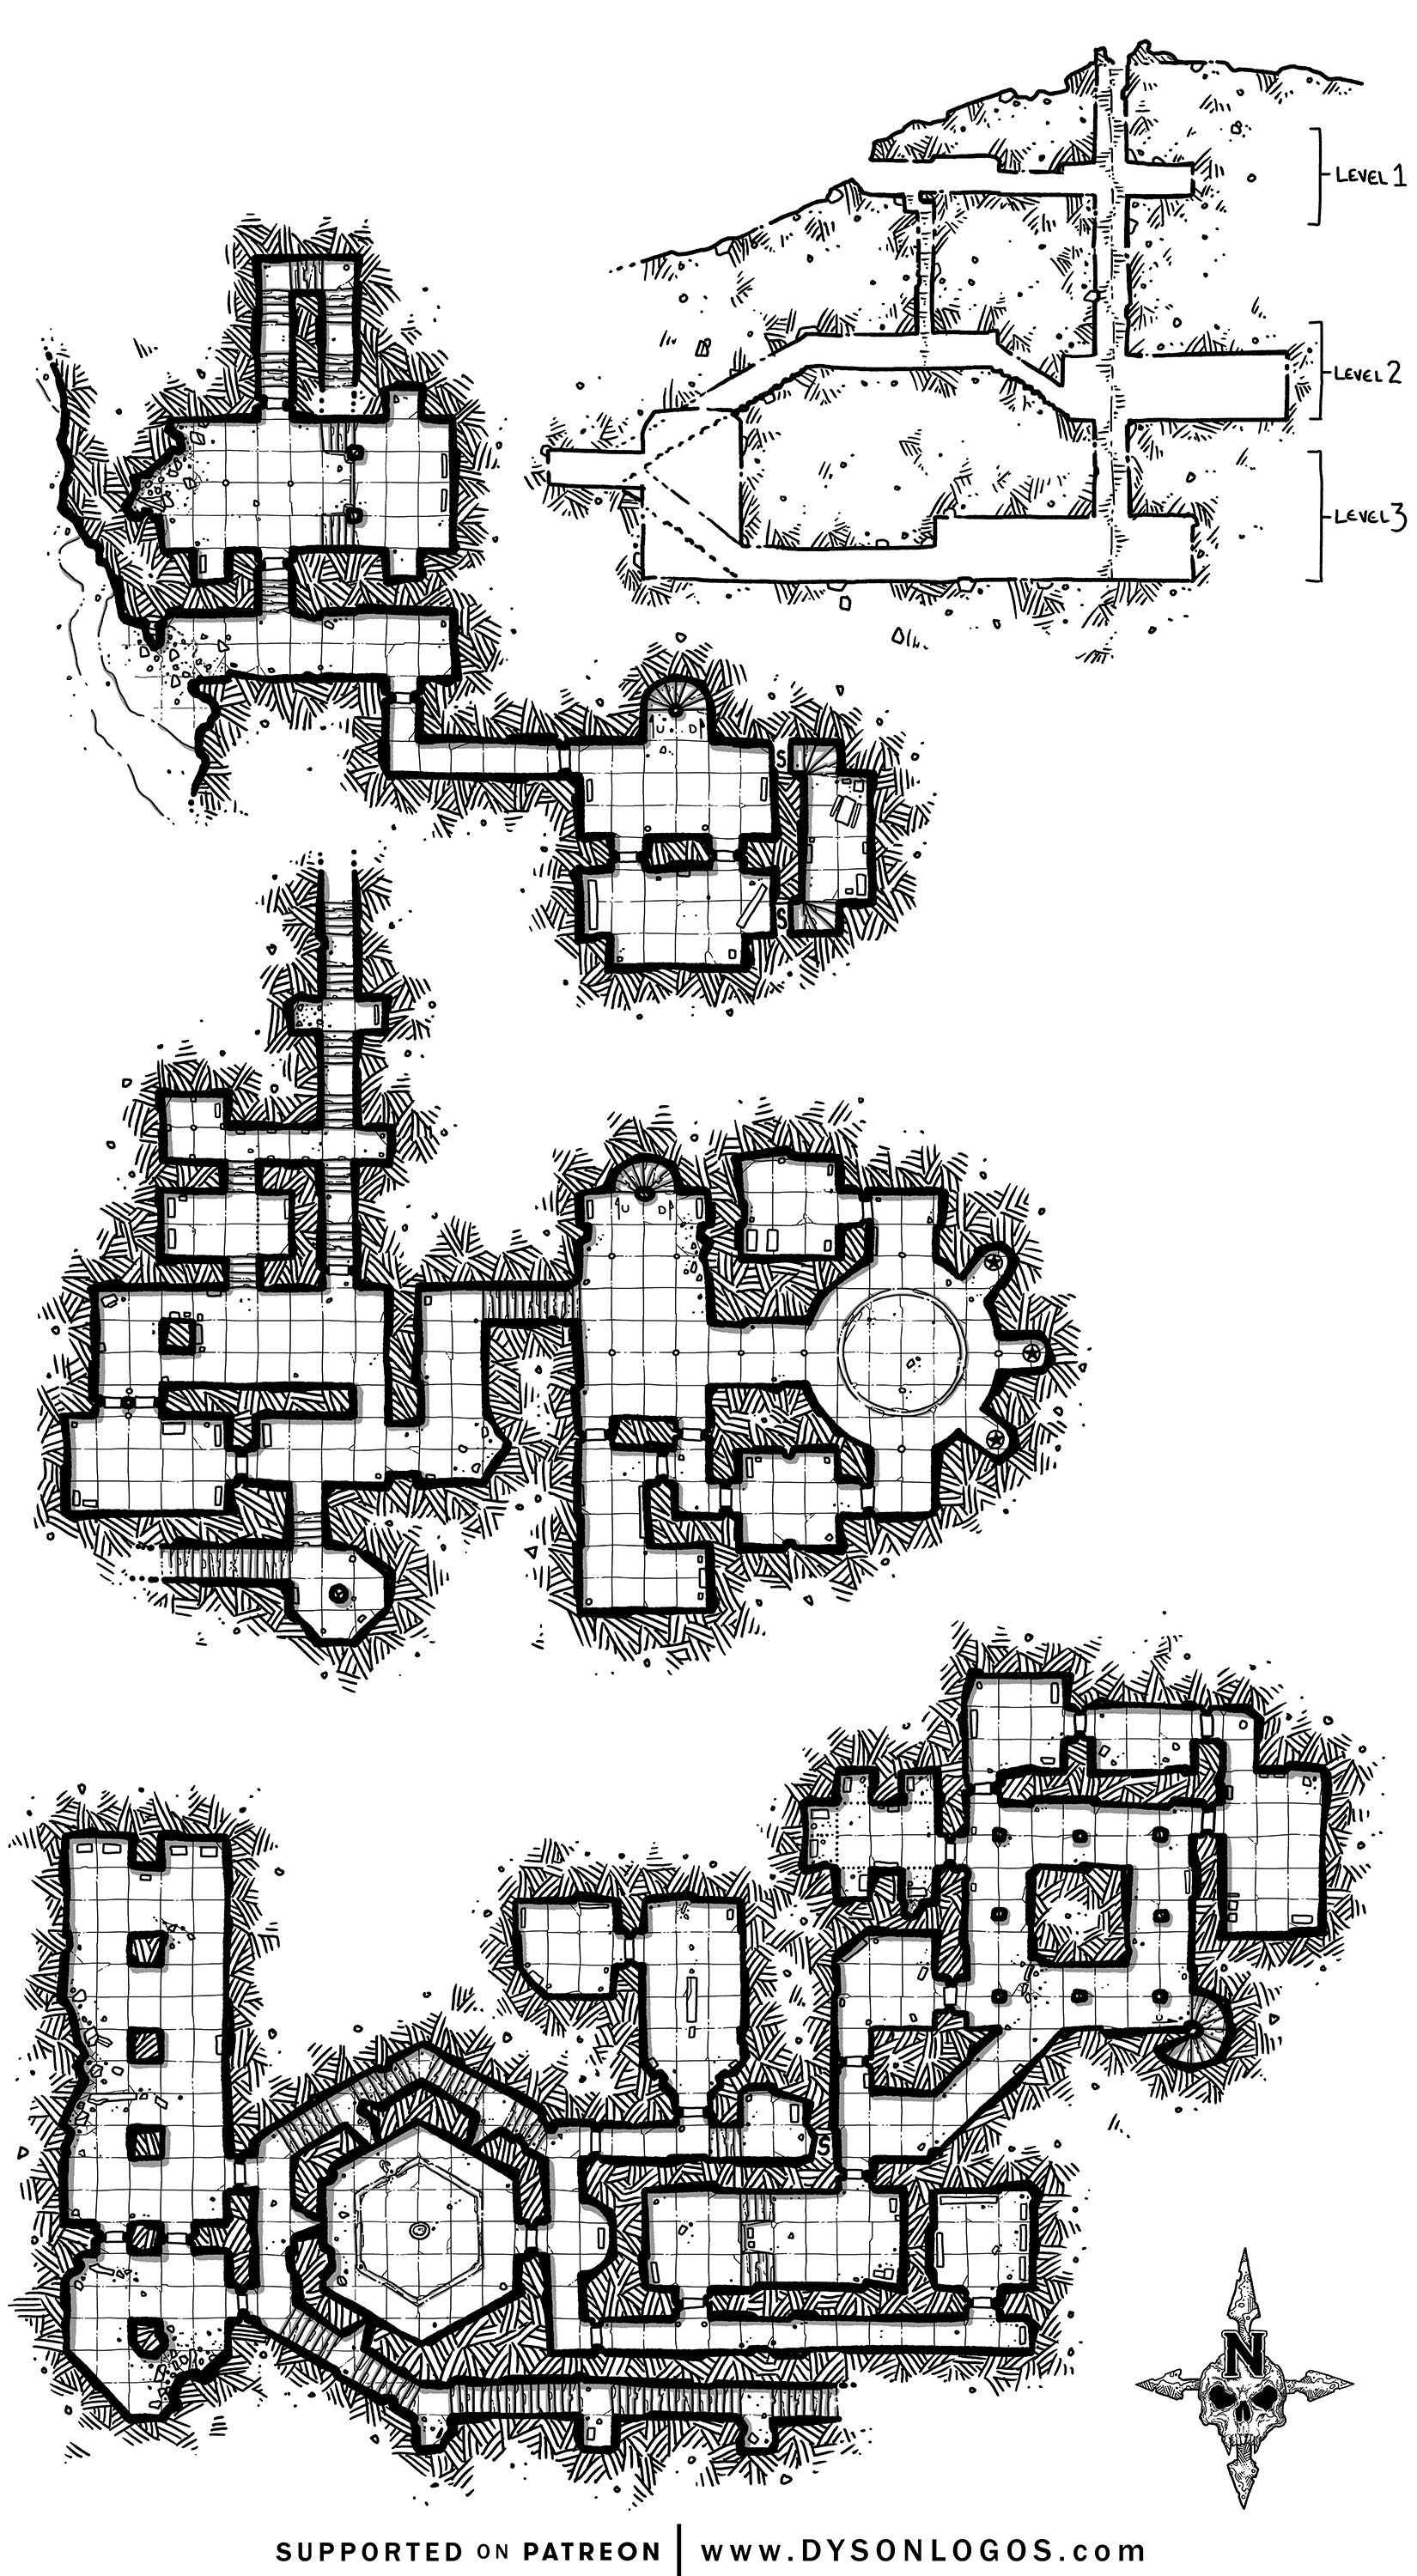 LEVEL 1
LEVEL 2
LEVEL 3
U D
S
S
U D
S
N
SUPPORTED ON PATREON | www.DYSONLOGOS.com